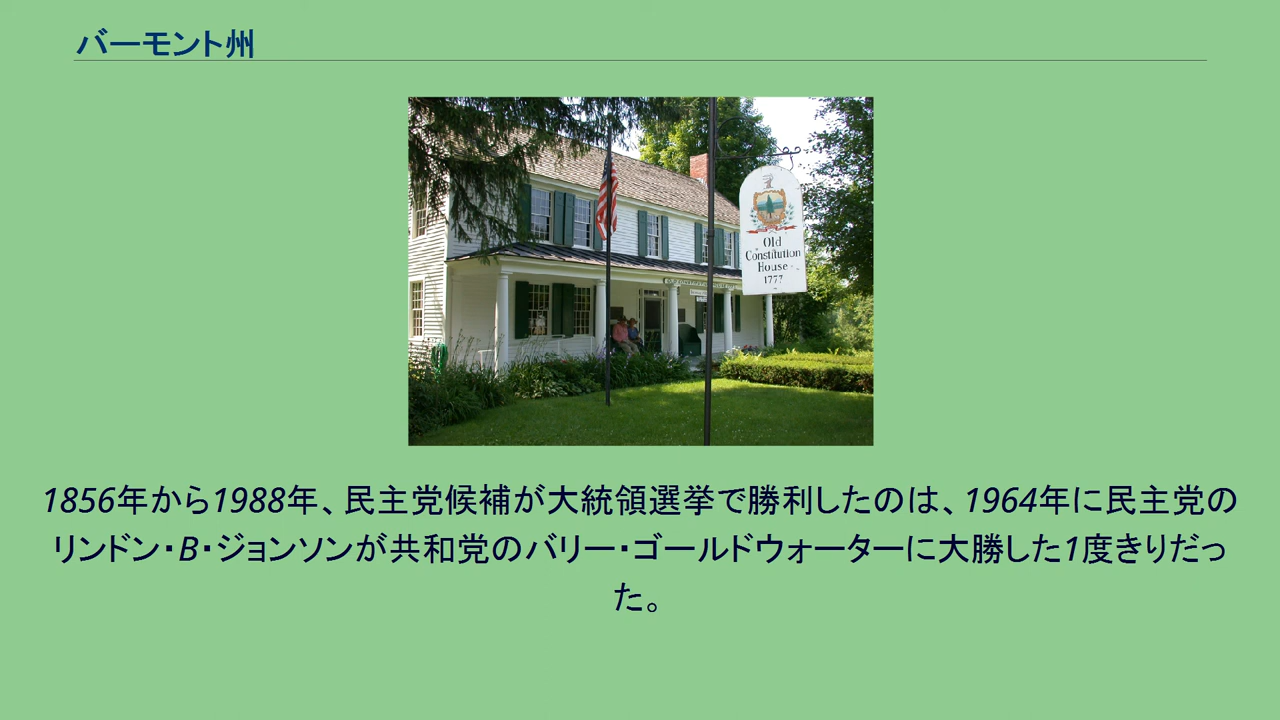 バーモント州
Old
Constitution
House
1777
1856年から1988年、民主党候補が大統領選挙で勝利したのは、1964年に民主党の
リンドン・B・ジョンソンが共和党のバリー・ゴールドウォーターに大勝した1度きりだっ
た。